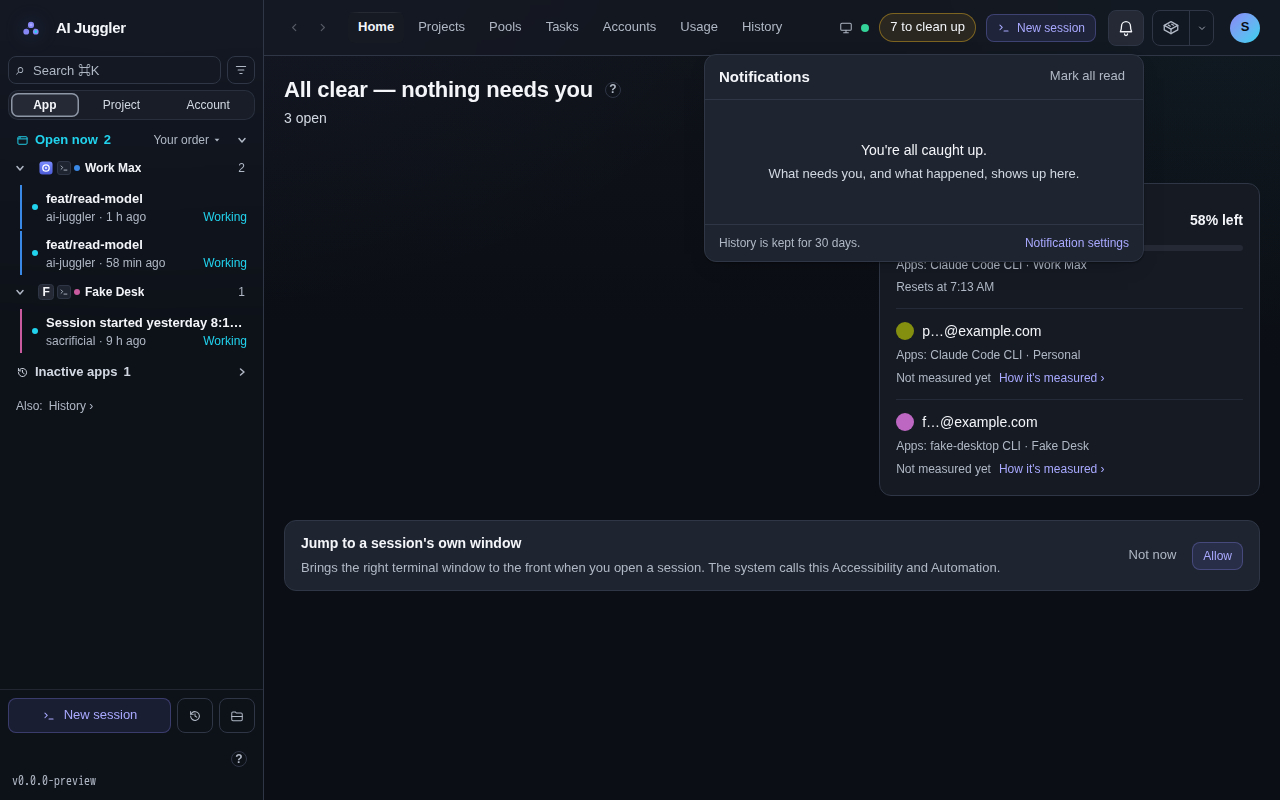 AI Juggler
Search ⌘K
App Project Account
Open now 2 Your order
Work Max 2
feat/read-model
ai-juggler · 1 h ago Working
feat/read-model
ai-juggler · 58 min ago Working
F Fake Desk 1
Session started yesterday 8:1…
sacrificial · 9 h ago Working
Inactive apps 1
Also: History ›
New session
?
v0.0.0-preview
Home Projects Pools Tasks Accounts Usage History
7 to clean up
New session
S
All clear — nothing needs you ?
3 open
Notifications Mark all read
You're all caught up.
What needs you, and what happened, shows up here.
History is kept for 30 days. Notification settings
58% left
Apps: Claude Code CLI · Work Max
Resets at 7:13 AM
p…@example.com
Apps: Claude Code CLI · Personal
Not measured yet How it's measured ›
f…@example.com
Apps: fake-desktop CLI · Fake Desk
Not measured yet How it's measured ›
Jump to a session's own window
Brings the right terminal window to the front when you open a session. The system calls this Accessibility and Automation.
Not now Allow